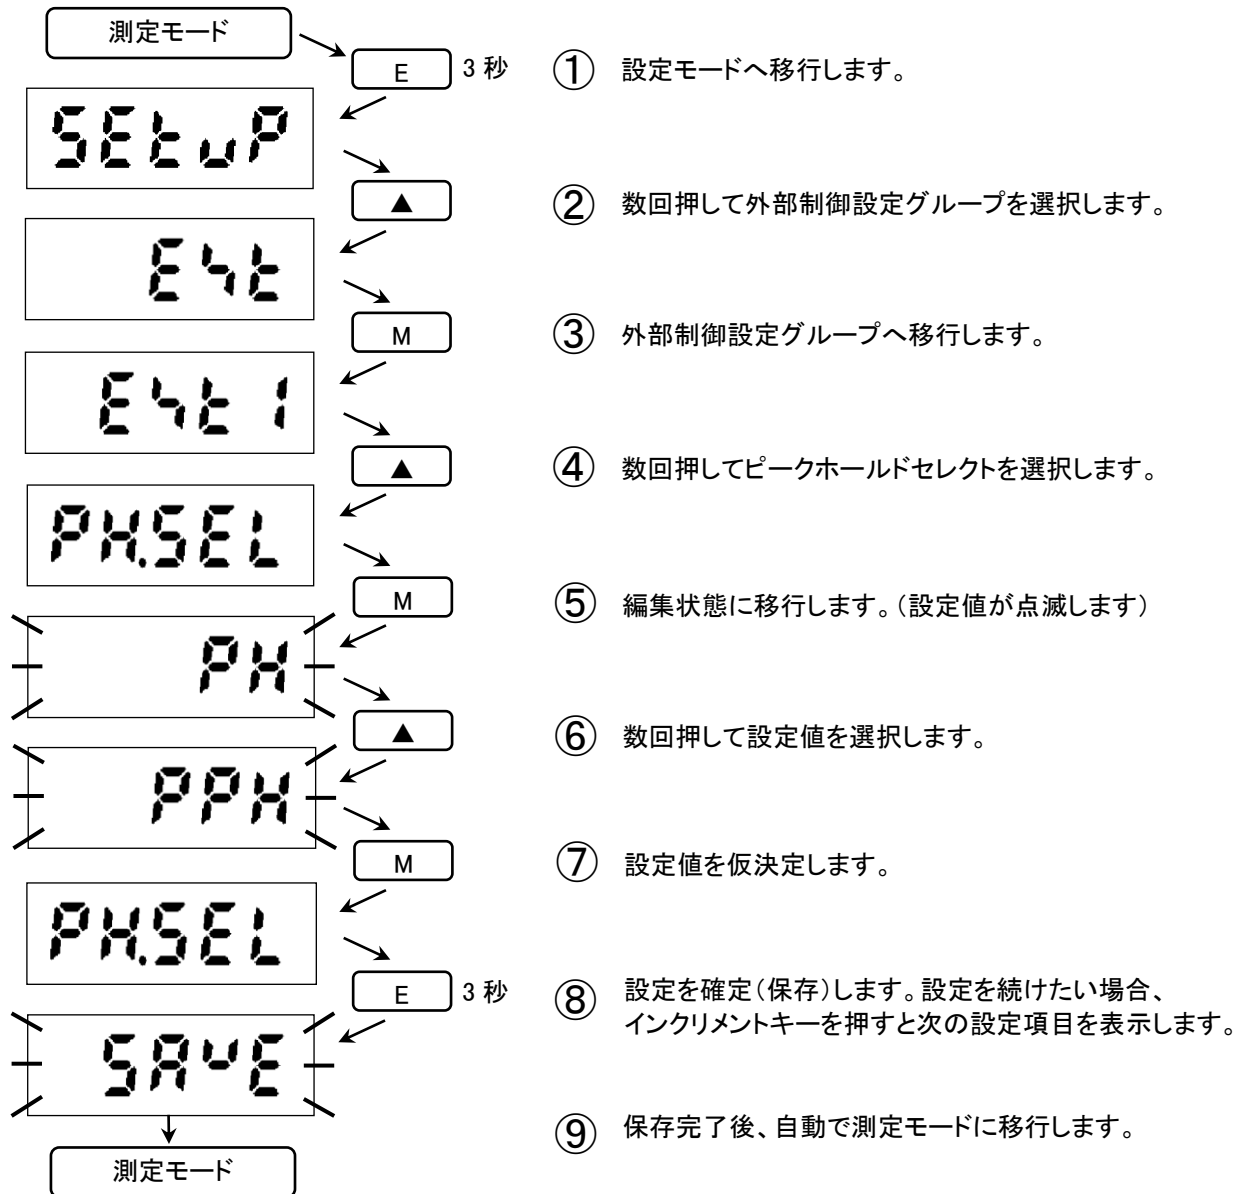 測定モード
E 3 秒 ① 設定モードへ移行します。
SEtuP
▲ ② 数回押して外部制御設定グループを選択します。
E4t
M ③ 外部制御設定グループへ移行します。
E4t 1
▲ ④ 数回押してピークホールドセレクトを選択します。
PH.SEL
M ⑤ 編集状態に移行します。（設定値が点滅します）
PH
▲ ⑥ 数回押して設定値を選択します。
PPH
M ⑦ 設定値を仮決定します。
PH.SEL
E 3 秒 ⑧ 設定を確定（保存）します。設定を続けたい場合、
インクリメントキーを押すと次の設定項目を表示します。
SAvE
⑨ 保存完了後、自動で測定モードに移行します。
測定モード